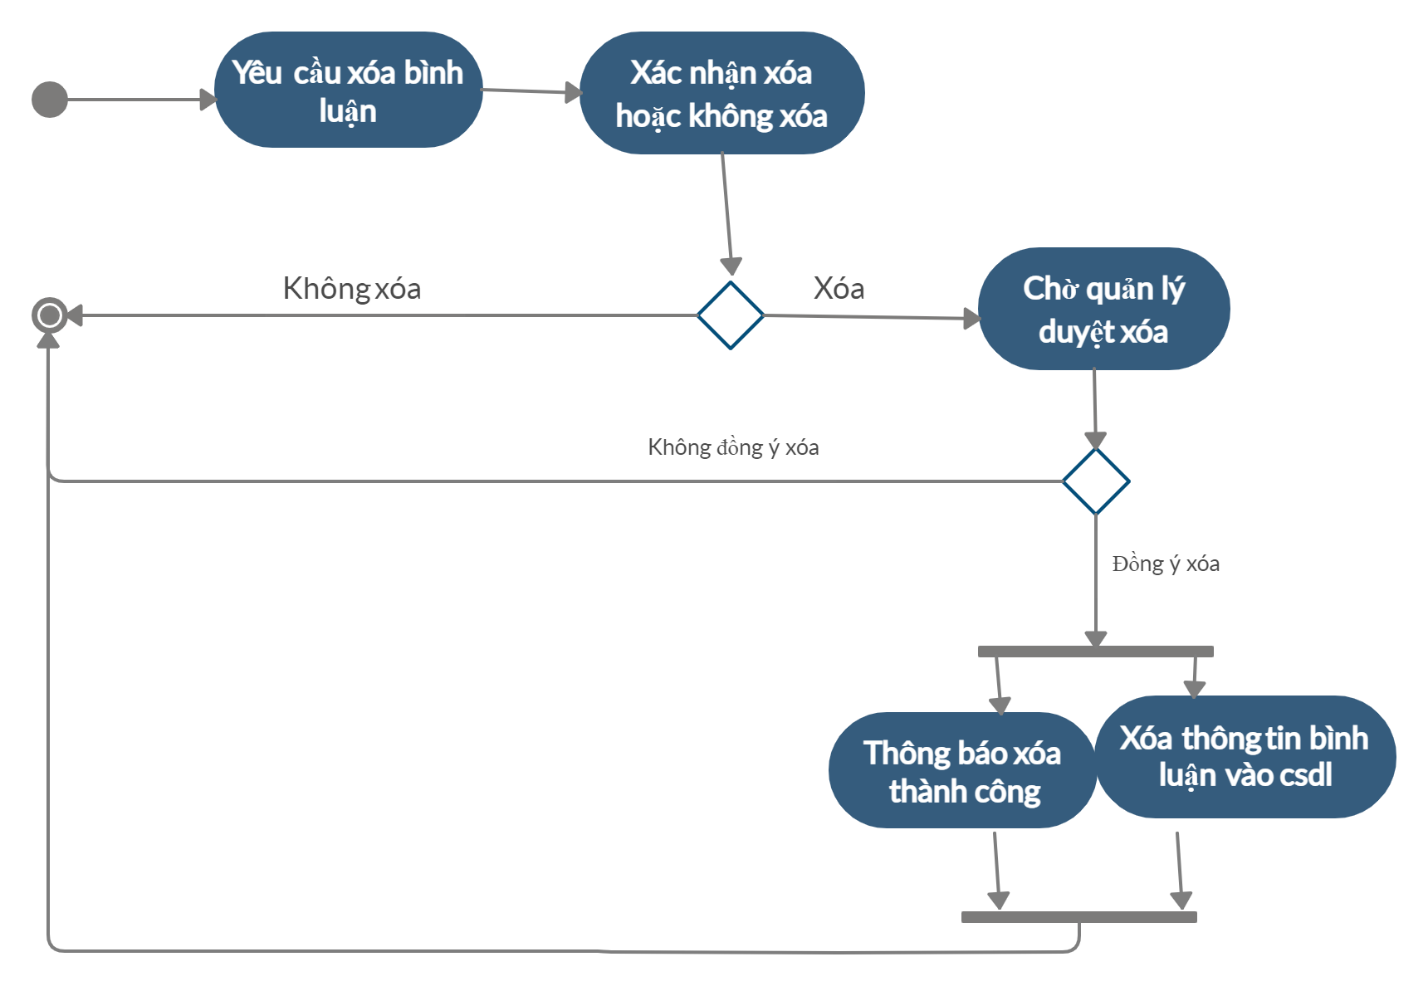 Yêu cầu xóa bình
luận
Xác nhận xóa
hoặc không xóa
Không xóa
Xóa
Chờ quản lý
duyệt xóa
Không đồng ý xóa
Đồng ý xóa
Thông báo xóa
thành công
Xóa thông tin bình
luận vào csdl